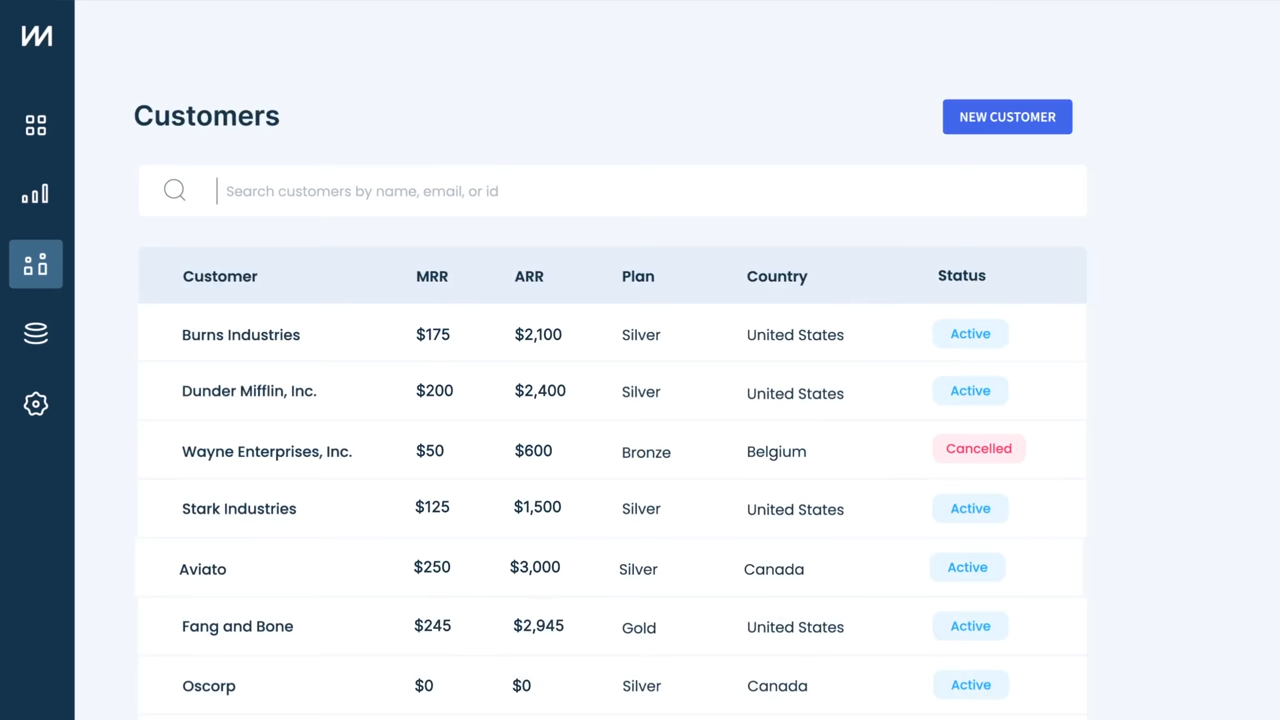 Customers
NEW CUSTOMER
Search customers by name, email, or id
Customer MRR ARR Plan Country Status
Burns Industries $175 $2,100 Silver United States Active
Dunder Mifflin, Inc. $200 $2,400 Silver United States Active
Wayne Enterprises, Inc. $50 $600 Bronze Belgium Cancelled
Stark Industries $125 $1,500 Silver United States Active
Aviato $250 $3,000 Silver Canada Active
Fang and Bone $245 $2,945 Gold United States Active
Oscorp $0 $0 Silver Canada Active